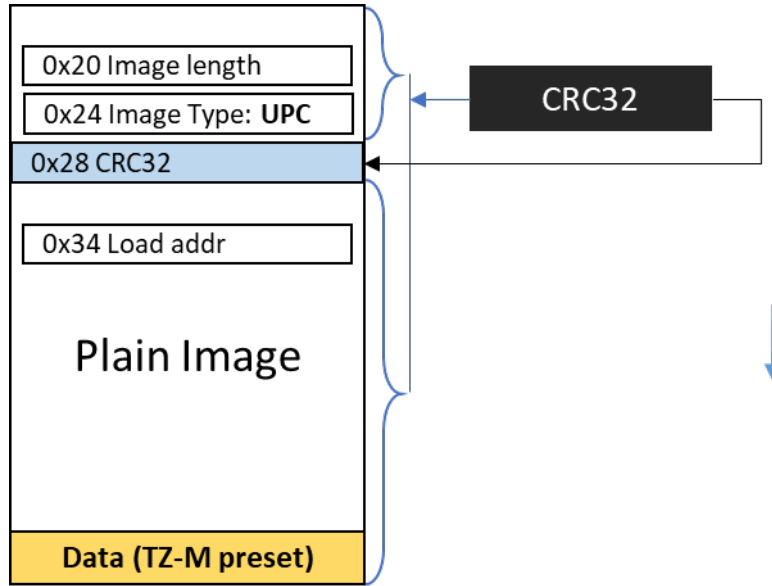 0x20 Image length
0x24 Image Type: UPC
CRC32
0x28 CRC32
0x34 Load addr
Plain Image
Data (TZ-M preset)